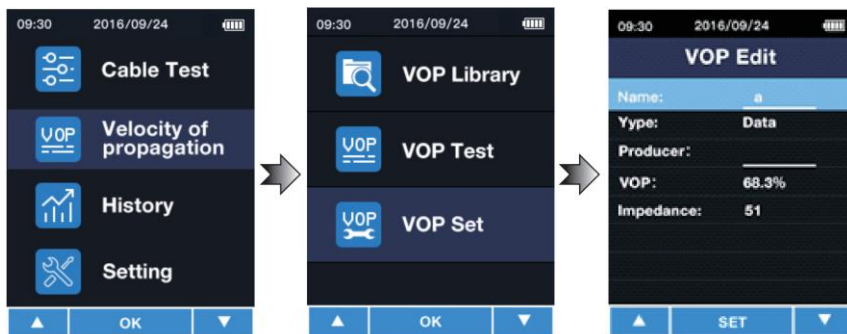 09:30 2016/09/24
Cable Test
VOP
Velocity of
propagation
History
Setting
OK
09:30 2016/09/24
VOP Library
VOP
VOP Test
VOP
VOP Set
OK
09:30 2016/09/24
VOP Edit
Name: a
Yype: Data
Producer:
VOP: 68.3%
Impedance: 51
SET